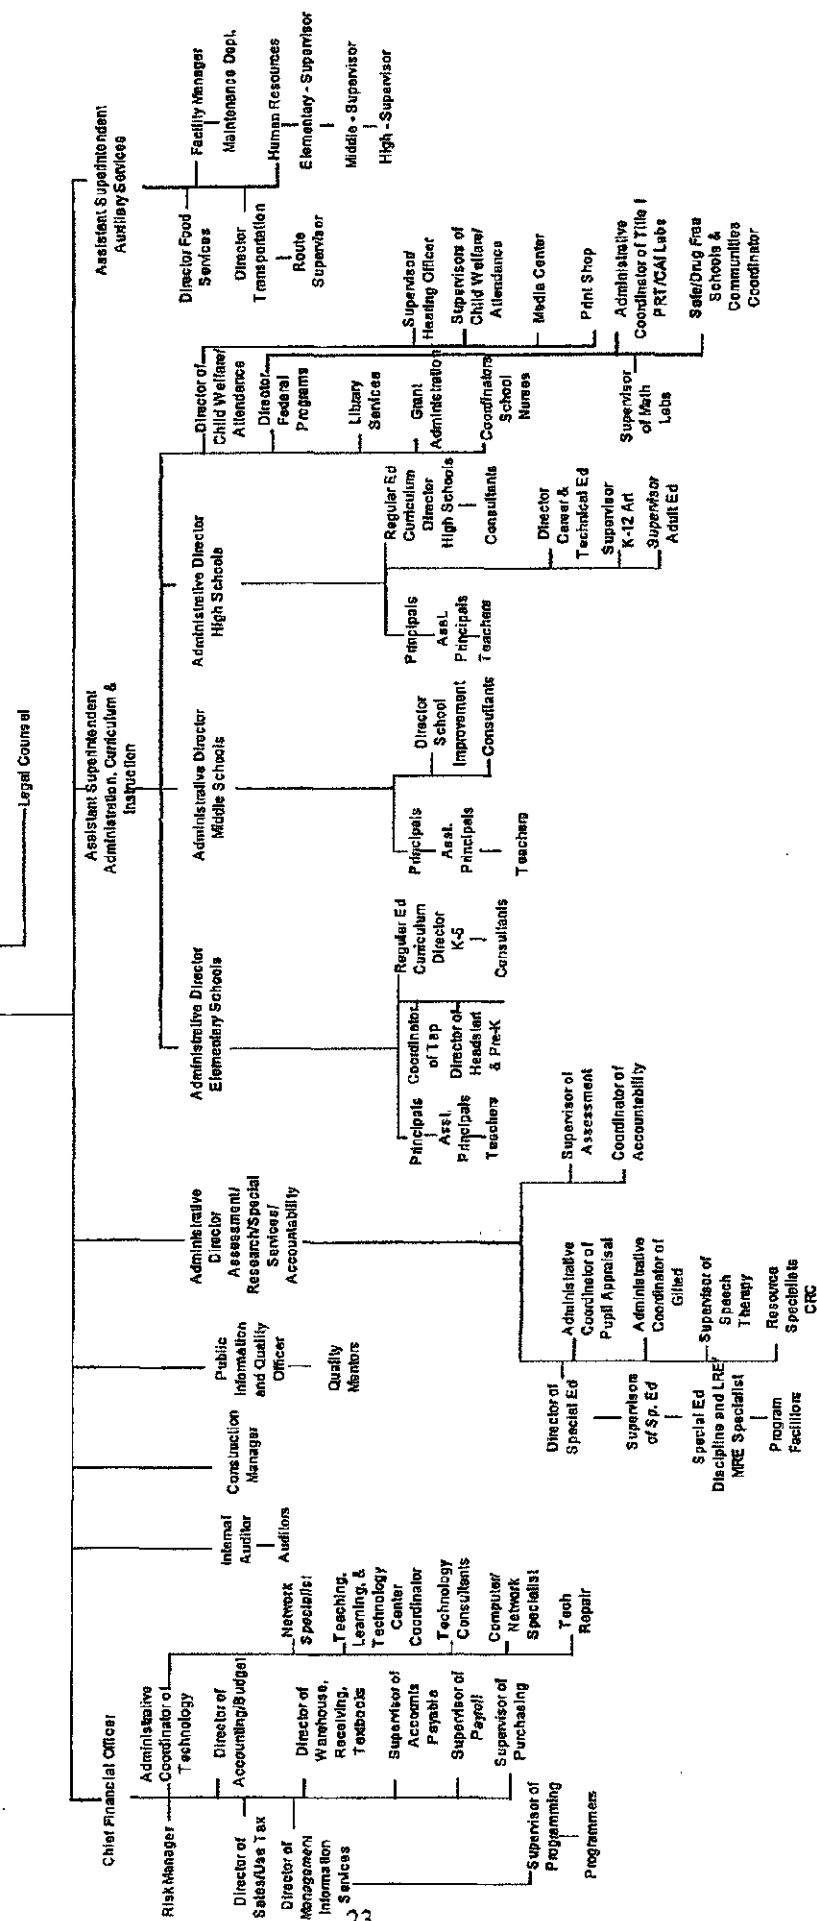 Legal Counsel
Chief Financial Officer
Risk Manager
Administrative
Coordinator of
Technology
Director of
Accounting/Budget
Director of
Sales/Use Tax
Director of
Management
Information
Services
Director of
Warehouse,
Receiving,
Textbooks
Supervisor of
Accounts
Payable
Supervisor of
Payroll
Supervisor of
Purchasing
Supervisor of
Programming
Programmers
Network
Specialist
Teaching,
Learning, &
Technology
Center
Coordinator
Technology
Consultants
Computer/
Network
Specialist
Tech
Repair
Internal
Auditor
Auditors
Construction
Manager
Public
Information
and Quality
Officer
Quality
Mentors
Administrative
Director
Assessment/
Research/Special
Services/
Accountability
Director of
Special Ed
Supervisors
of Sp. Ed
Special Ed
Discipline and LRE/
MRE Specialist
Program
Facilitors
Administrative
Coordinator of
Pupil Appraisal
Administrative
Coordinator of
Gifted
Supervisor of
Speech
Therapy
Resource
Specialists
CRC
Supervisor of
Assessment
Coordinator of
Accountability
Assistant Superintendent
Administration, Curriculum &
Instruction
Administrative Director
Elementary Schools
Principals
Asst.
Principals
Teachers
Coordinator
of Tap
Director of
Headstart
& Pre-K
Regular Ed
Curriculum
Director
K-5
Consultants
Administrative Director
Middle Schools
Principals
Asst.
Principals
Teachers
Director
School
Improvement
Consultants
Administrative Director
High Schools
Principals
Asst.
Principals
Teachers
Regular Ed
Curriculum
Director
High Schools
Consultants
Director
Career &
Technical Ed
Supervisor
K-12 Art
Supervisor
Adult Ed
Director of
Child Welfare/
Attendance
Director
Federal
Programs
Library
Services
Grant
Administration
Coordinators
School
Nurses
Supervisor
of Math
Labs
Supervisor/
Hearing Officer
Supervisors of
Child Welfare/
Attendance
Media Center
Print Shop
Administrative
Coordinator of Title I
PRT/CAI Labs
Safe/Drug Free
Schools &
Communities
Coordinator
Assistant Superintendent
Auxiliary Services
Director Food
Services
Director
Transportation
Route
Supervisor
Facility Manager
Maintenance Dept.
Human Resources
Elementary - Supervisor
Middle - Supervisor
High - Supervisor